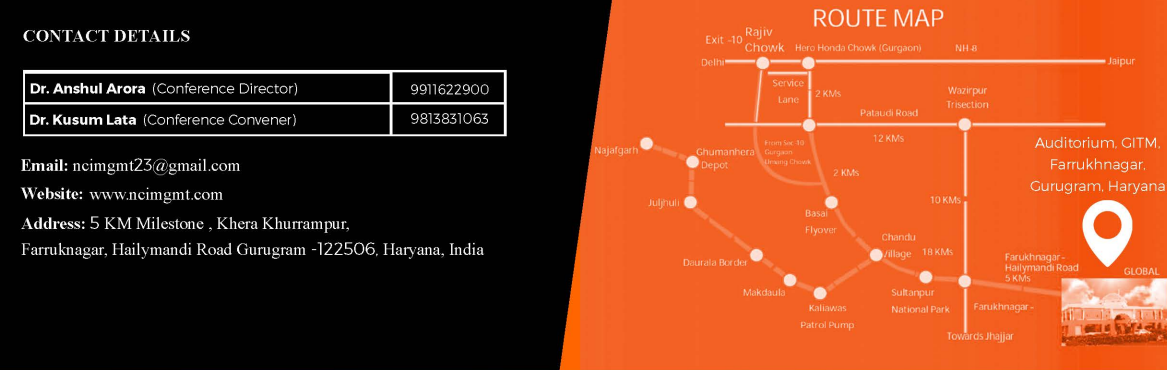 CONTACT DETAILS
Dr. Anshul Arora (Conference Director) 9911622900
Dr. Kusum Lata (Conference Convener) 9813831063
Email: ncimgmt23@gmail.com
Website: www.ncimgmt.com
Address: 5 KM Milestone , Khera Khurrampur,
Farruknagar, Hailymandi Road Gurugram -122506, Haryana, India
ROUTE MAP
Exit -10
Rajiv
Chowk
Hero Honda Chowk (Gurgaon)
NH-8
Delhi
Jaipur
Service
Lane
2 KMs
Wazirpur
Trisection
Pataudi Road
12 KMs
From Sec-10
Gurgaon
Umang Chowk
2 KMs
Najafgarh
Ghumanhera
Depot
Juljhuli
Basai
Flyover
10 KMs
Auditorium, GITM,
Farrukhnagar,
Gurugram, Haryana
Daurala Border
Chandu
Village
18 KMs
Makdaula
Kaliawas
Patrol Pump
Sultanpur
National Park
Farukhnagar-
Hailymandi Road
5 KMs
Farukhnagar-
Towards Jhajjar
GLOBAL